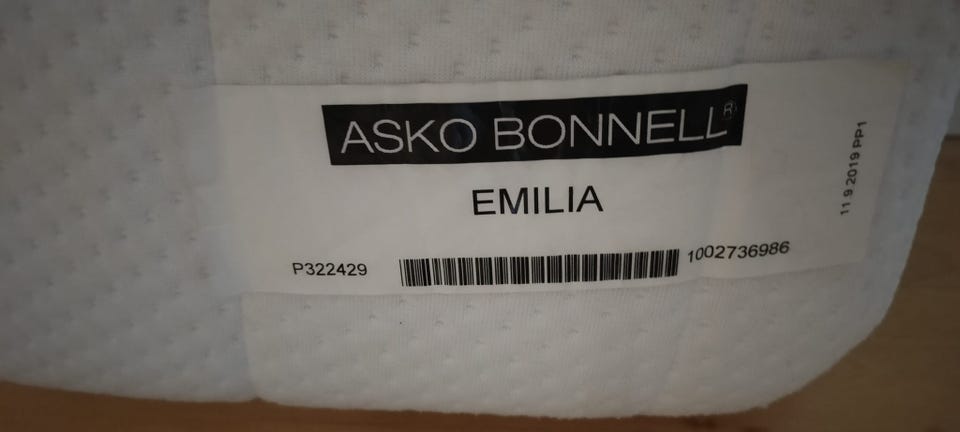 ASKO BONNELL®
EMILIA
P322429
1002736986
11.9.2019 PP1